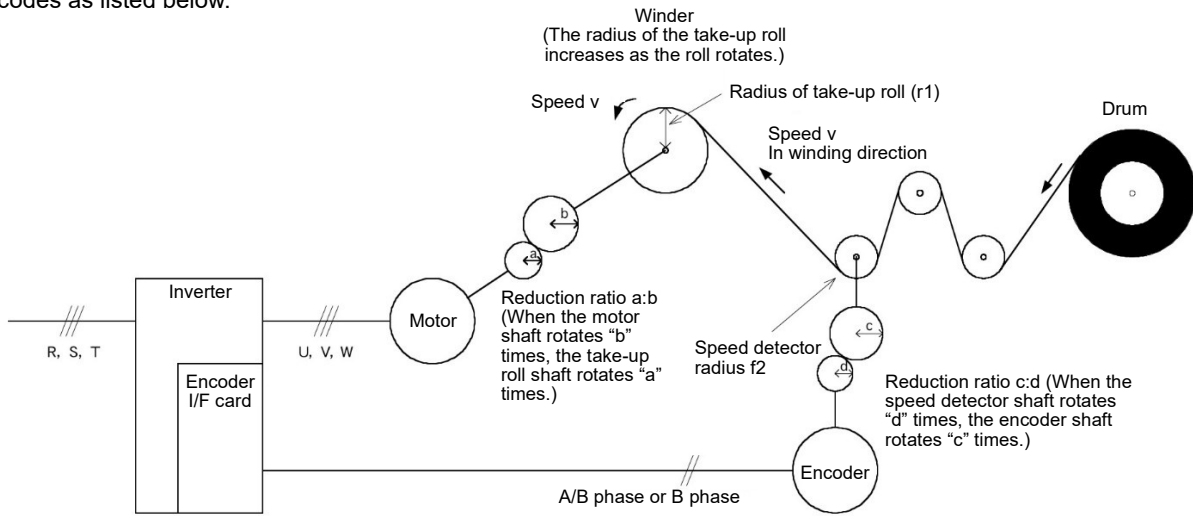 codes as listed below.
Winder
(The radius of the take-up roll
increases as the roll rotates.)
Speed v
Radius of take-up roll (r1)
Drum
Speed v
In winding direction
b
a
Inverter
Motor
Reduction ratio a:b
(When the motor
shaft rotates “b”
times, the take-up
roll shaft rotates “a”
times.)
R, S, T
U, V, W
Encoder
I/F card
Speed detector
radius f2
c
d
Reduction ratio c:d (When the
speed detector shaft rotates
“d” times, the encoder shaft
rotates “c” times.)
Encoder
A/B phase or B phase